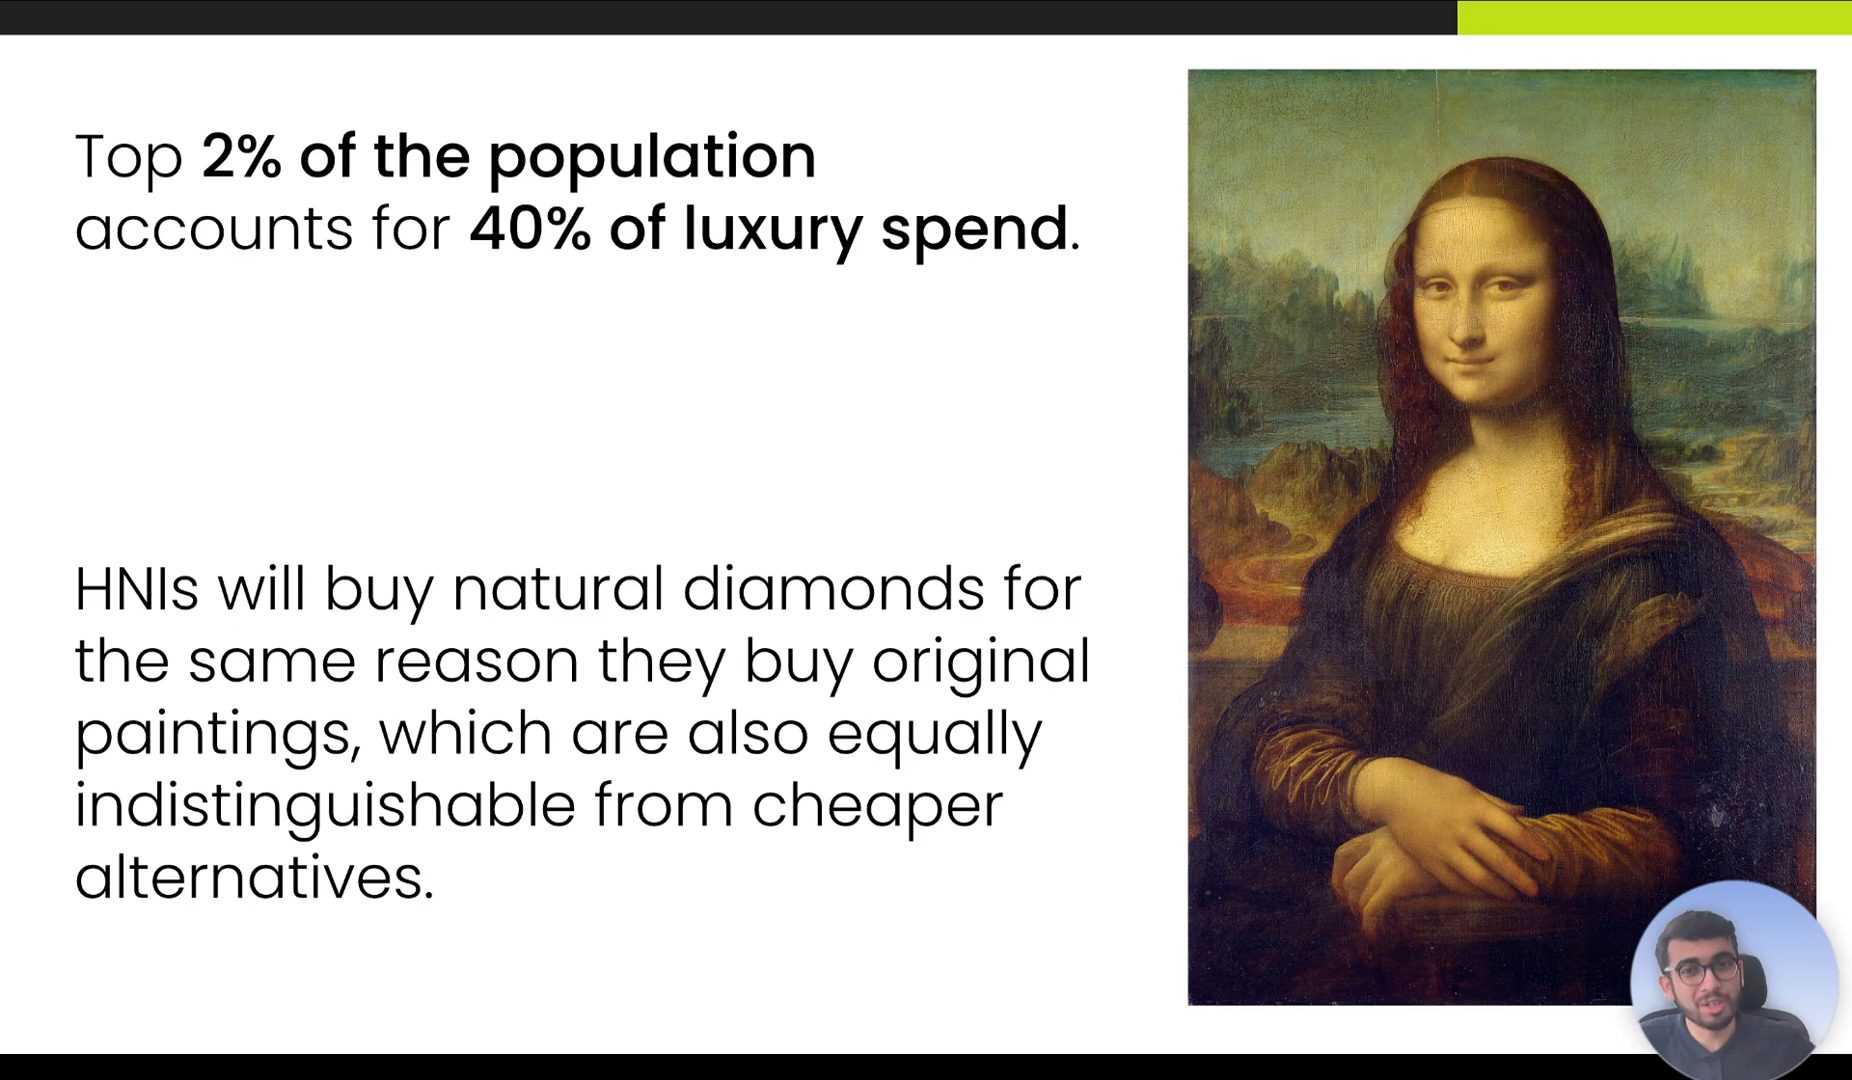 Top 2% of the population
accounts for 40% of luxury spend.
HNIs will buy natural diamonds for
the same reason they buy original
paintings, which are also equally
indistinguishable from cheaper
alternatives.